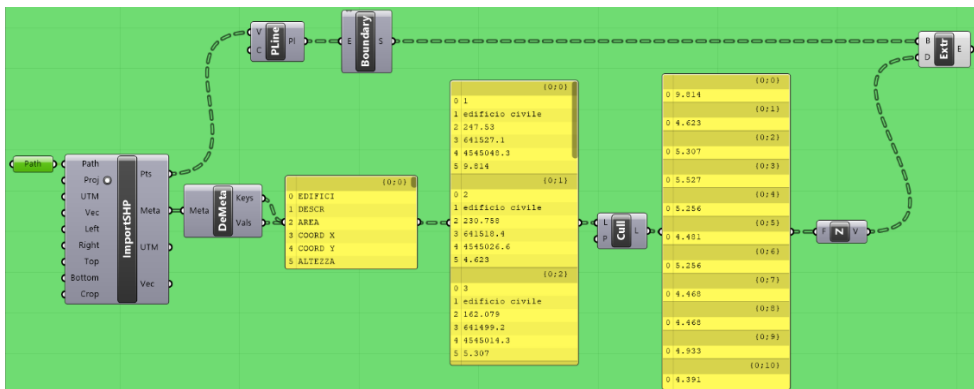 V
C
PLine
Pl
E
Boundary
S
B
D
Extr
E
Path
Path
Proj
UTM
Vec
Left
Right
Top
Bottom
Crop
ImportSHP
Pts
Meta
UTM
Vec
Meta
DeMeta
Keys
Vals
{0;0}
0 EDIFICI
1 DESCR
2 AREA
3 COORD X
4 COORD Y
5 ALTEZZA
{0;0}
0 1
1 edificio civile
2 247.53
3 641527.1
4 4545048.3
5 9.814
{0;1}
0 2
1 edificio civile
2 230.758
3 641518.4
4 4545026.6
5 4.623
{0;2}
0 3
1 edificio civile
2 162.079
3 641499.2
4 4545014.3
5 5.307
L
P
Cull
L
{0;0}
0 9.814
{0;1}
0 4.623
{0;2}
0 5.307
{0;3}
0 5.527
{0;4}
0 5.256
{0;5}
0 4.481
{0;6}
0 5.256
{0;7}
0 4.468
{0;8}
0 4.468
{0;9}
0 4.933
{0;10}
0 4.391
F
Z
V